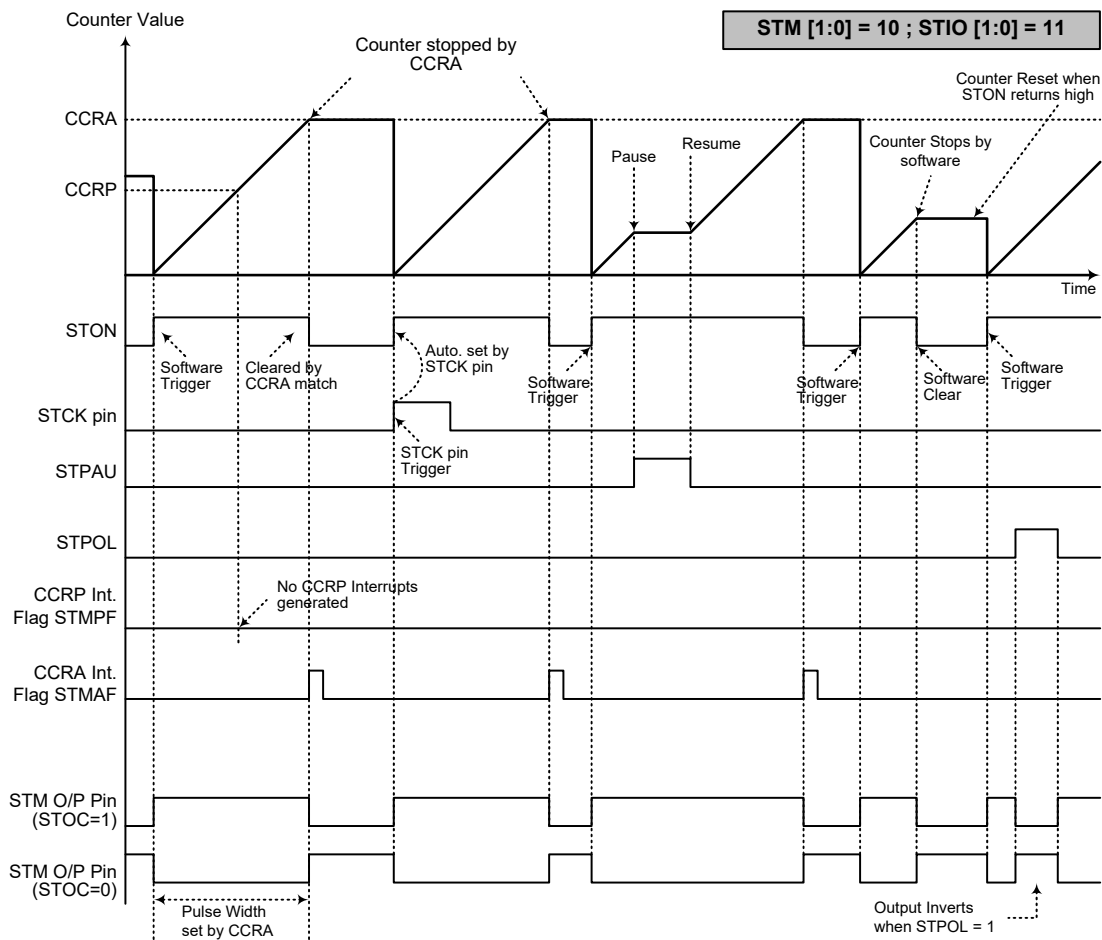 Counter Value
STM [1:0] = 10 ; STIO [1:0] = 11
Counter stopped by
CCRA
Counter Reset when
STON returns high
CCRA
Pause
Resume
Counter Stops by
software
CCRP
Time
STON
Software
Trigger
Cleared by
CCRA match
Auto. set by
STCK pin
Software
Trigger
Software
Trigger
Software
Clear
Software
Trigger
STCK pin
STCK pin
Trigger
STPAU
STPOL
CCRP Int.
Flag STMPF
No CCRP Interrupts
generated
CCRA Int.
Flag STMAF
STM O/P Pin
(STOC=1)
STM O/P Pin
(STOC=0)
Pulse Width
set by CCRA
Output Inverts
when STPOL = 1